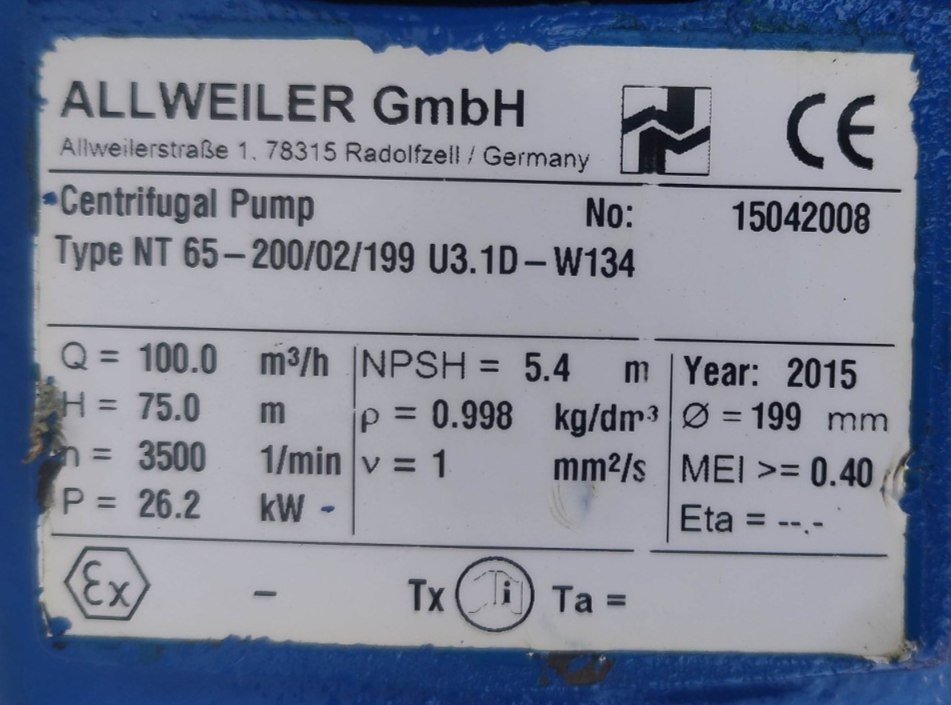 ALLWEILER GmbH
CE
Allweilerstraße 1, 78315 Radolfzell / Germany
Centrifugal Pump No: 15042008
Type NT 65-200/02/199 U3.1D-W134
Q = 100.0 m³/h NPSH = 5.4 m Year: 2015
H = 75.0 m ρ = 0.998 kg/dm³ Ø = 199 mm
n = 3500 1/min ν = 1 mm²/s MEI >= 0.40
P = 26.2 kW Eta = --.-
Ex - Tx i Ta =